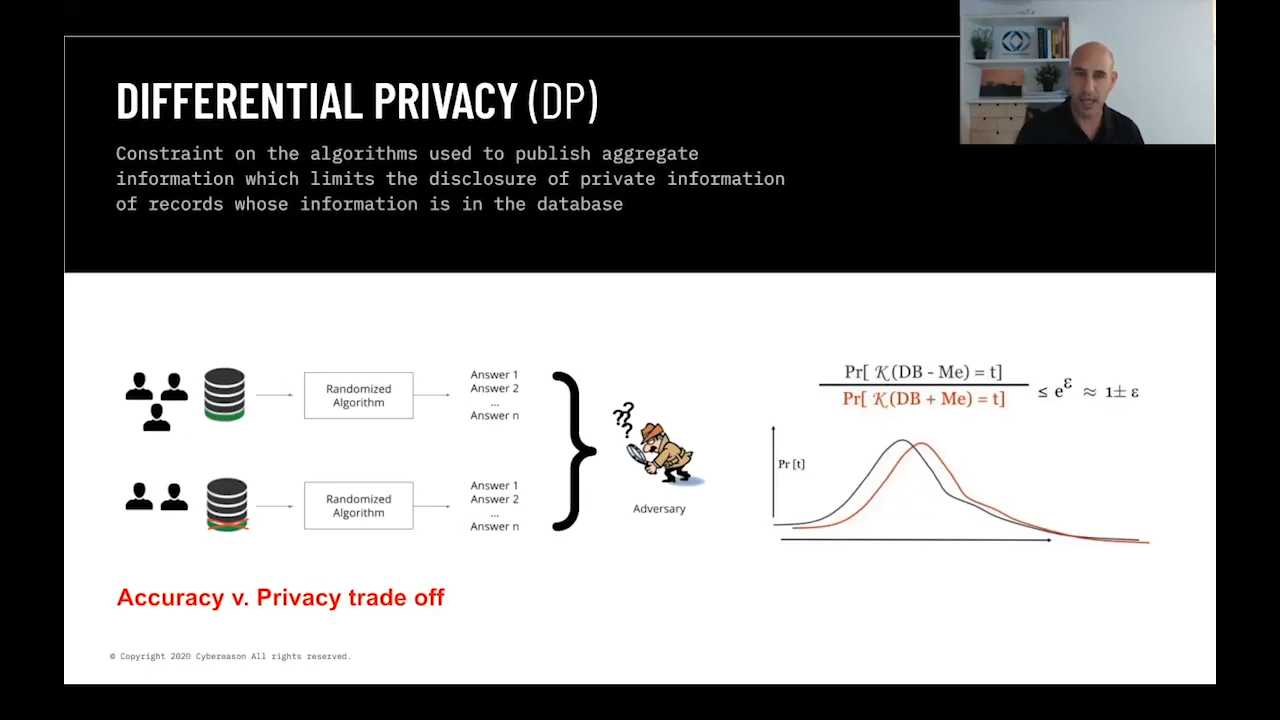 DIFFERENTIAL PRIVACY (DP)
Constraint on the algorithms used to publish aggregate
information which limits the disclosure of private information
of records whose information is in the database
Randomized
Algorithm
Answer 1
Answer 2
...
Answer n
Randomized
Algorithm
Answer 1
Answer 2
...
Answer n
???
Adversary
Pr[ 𝒦(DB - Me) = t]
Pr[ 𝒦(DB + Me) = t]
≤ e^ε ≈ 1± ε
Pr [t]
Accuracy v. Privacy trade off
© Copyright 2020 Cybereason All rights reserved.